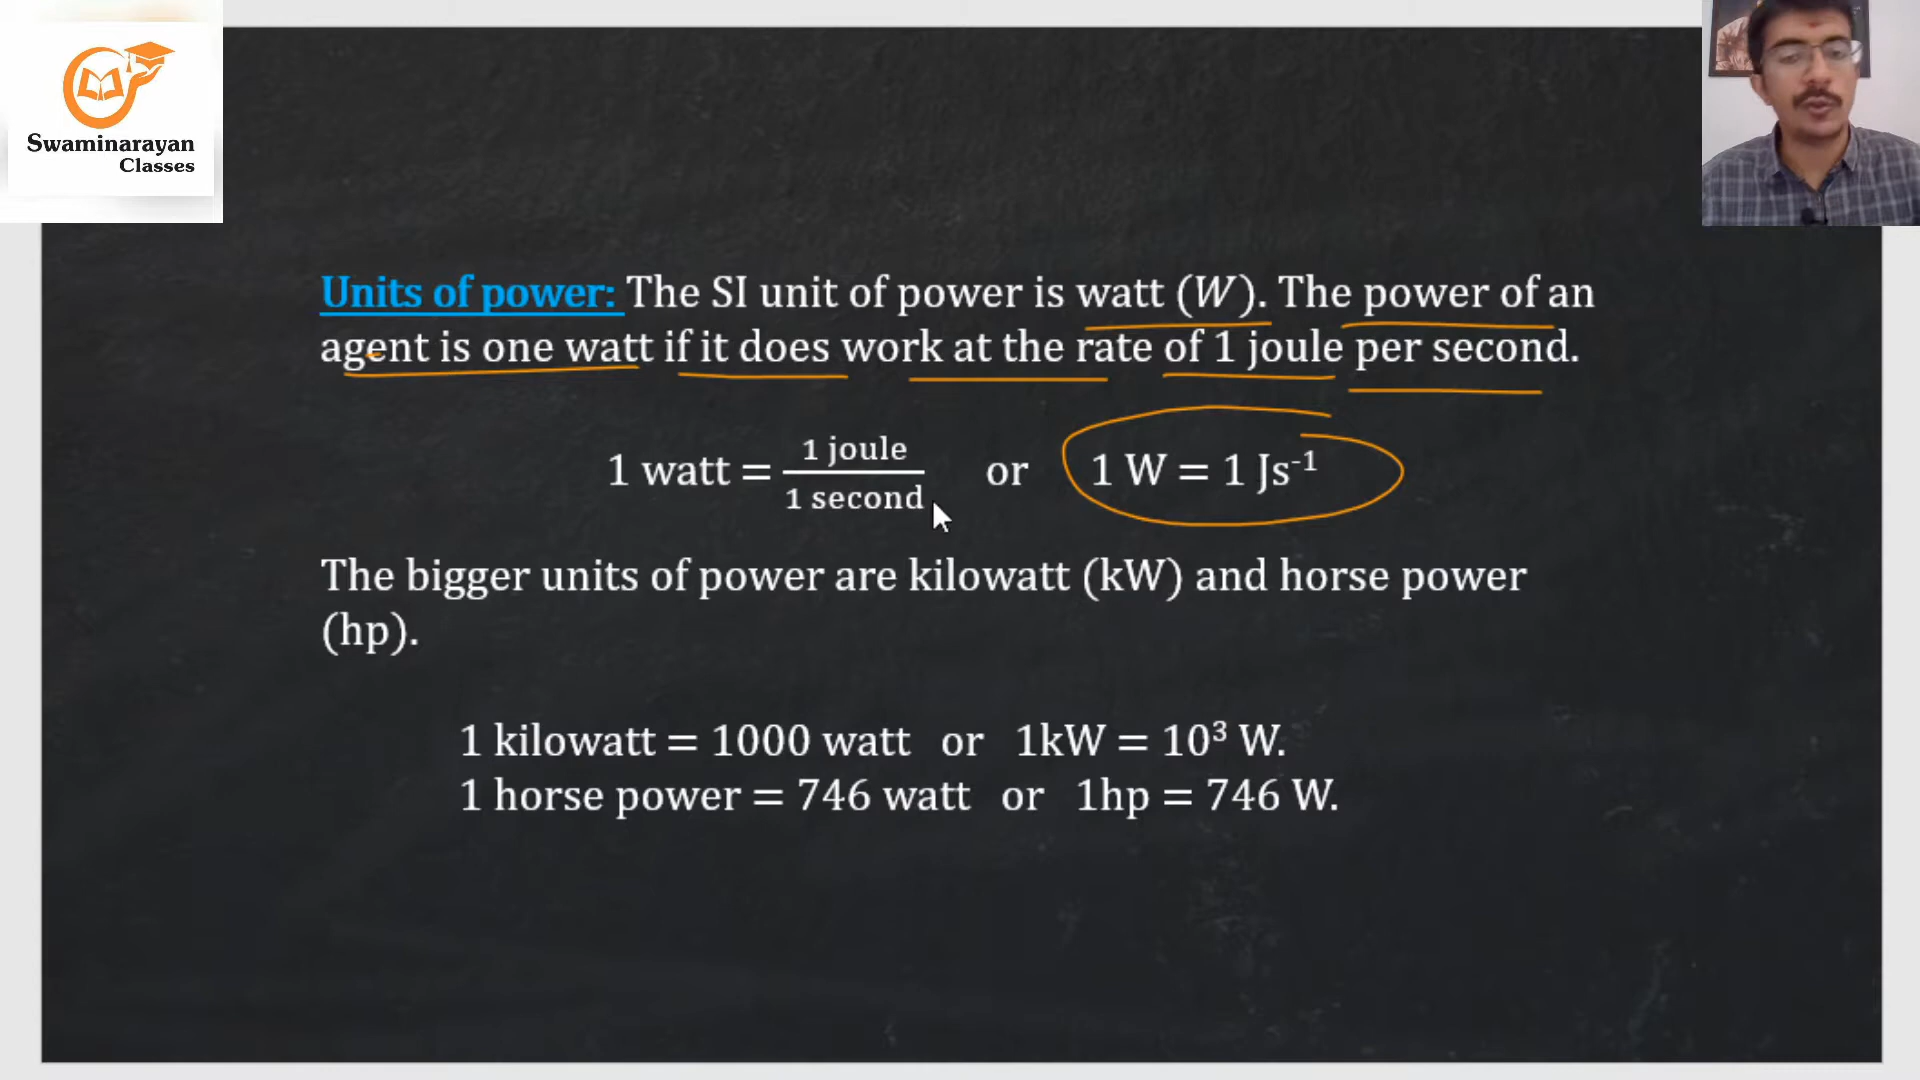 Swaminarayan
Classes
Units of power: The SI unit of power is watt (W). The power of an
agent is one watt if it does work at the rate of 1 joule per second.
1 watt = 1 joule / 1 second or 1 W = 1 Js⁻¹
The bigger units of power are kilowatt (kW) and horse power
(hp).
1 kilowatt = 1000 watt or 1kW = 10³ W.
1 horse power = 746 watt or 1hp = 746 W.